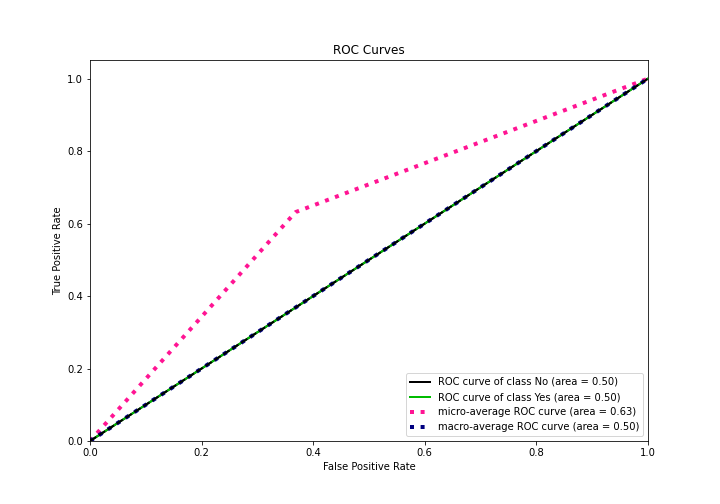 ROC Curves
True Positive Rate
1.0
0.8
0.6
0.4
0.2
0.0
0.0 0.2 0.4 0.6 0.8 1.0
False Positive Rate
ROC curve of class No (area = 0.50)
ROC curve of class Yes (area = 0.50)
micro-average ROC curve (area = 0.63)
macro-average ROC curve (area = 0.50)